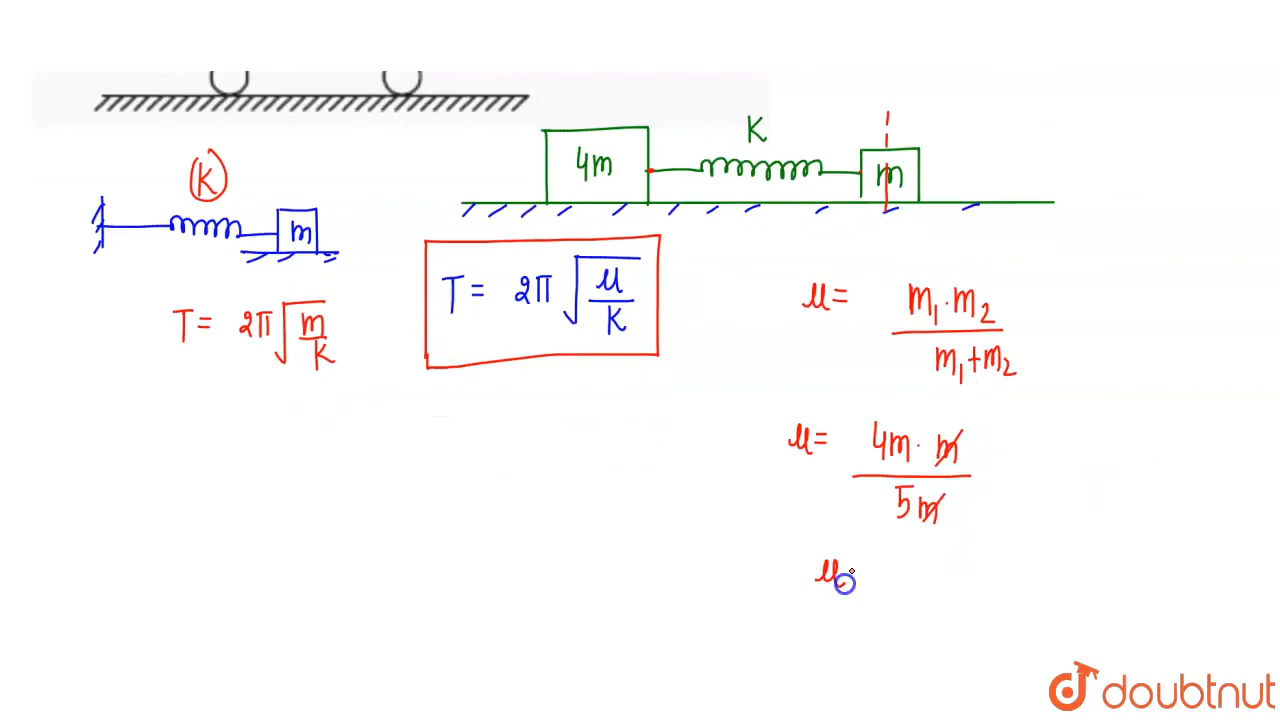 K
4m
m
(K)
m
T = 2π√(m/K)
T = 2π√(μ/K)
μ = m₁·m₂/(m₁+m₂)
μ = 4m·m/5m
μ
doubtnut